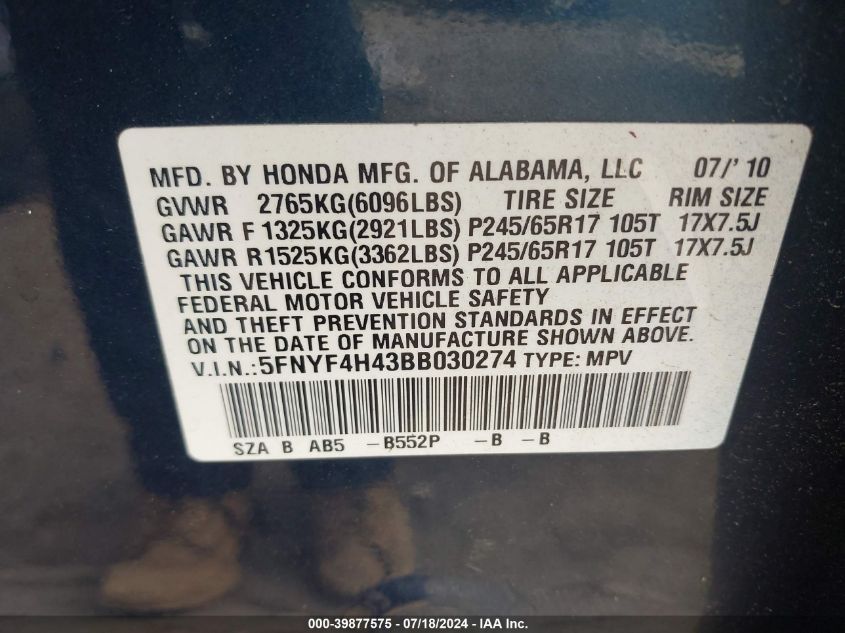 MFD. BY HONDA MFG. OF ALABAMA, LLC 07/' 10
GVWR 2765KG(6096LBS) TIRE SIZE RIM SIZE
GAWR F 1325KG(2921LBS) P245/65R17 105T 17X7.5J
GAWR R1525KG(3362LBS) P245/65R17 105T 17X7.5J
THIS VEHICLE CONFORMS TO ALL APPLICABLE
FEDERAL MOTOR VEHICLE SAFETY
AND THEFT PREVENTION STANDARDS IN EFFECT
ON THE DATE OF MANUFACTURE SHOWN ABOVE.
V.I.N.:5FNYF4H43BB030274 TYPE: MPV
SZA B AB5 -B552P -B -B
000-39877575 - 07/18/2024 - IAA Inc.